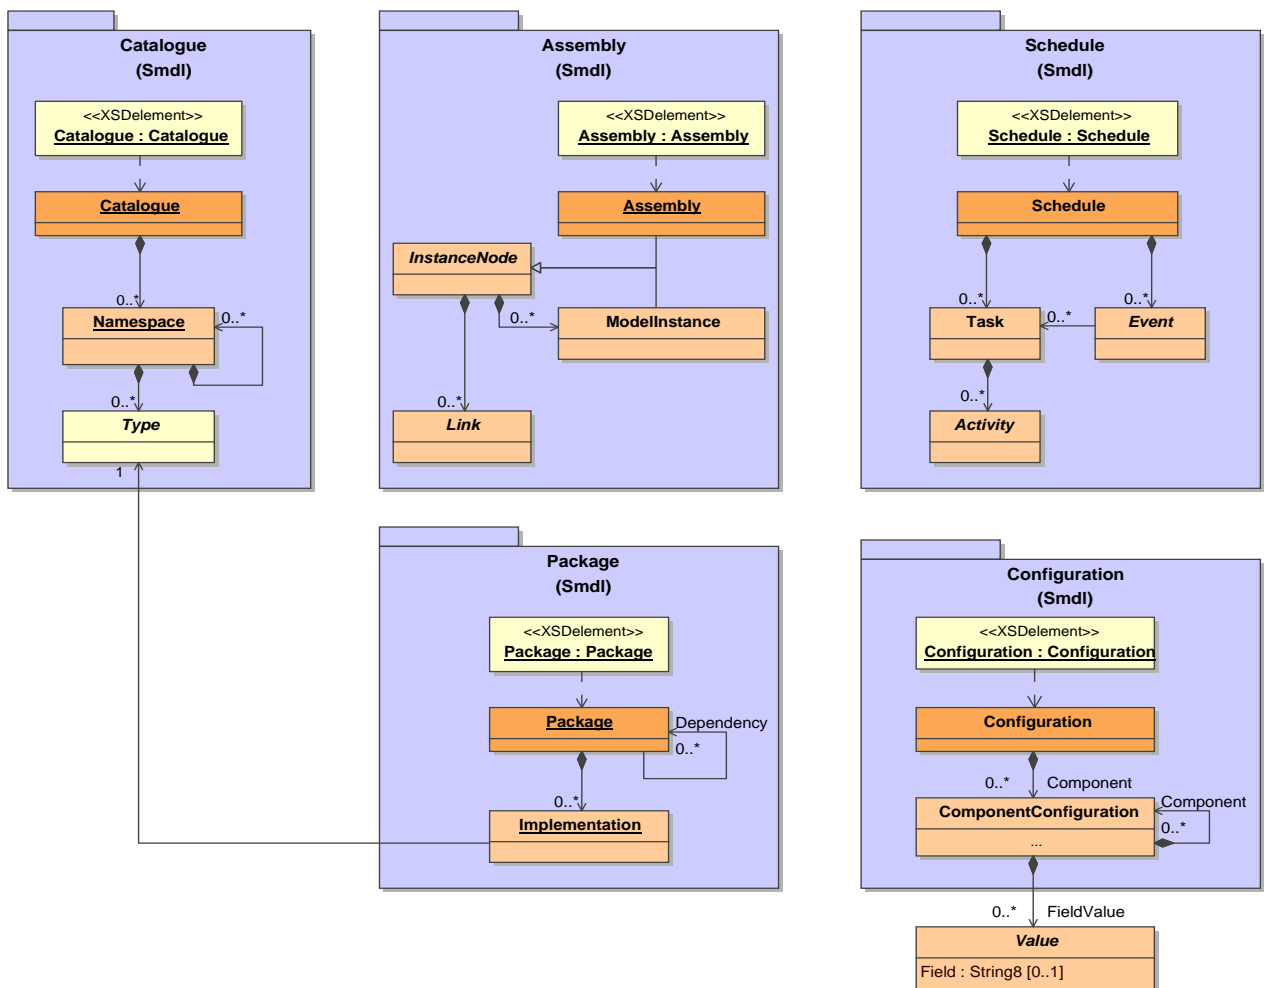 Catalogue
(Smdl)
<<XSDelement>>
Catalogue : Catalogue
Catalogue
0..*
Namespace
0..*
0..*
Type
1
Assembly
(Smdl)
<<XSDelement>>
Assembly : Assembly
Assembly
InstanceNode
0..*
ModelInstance
0..*
Link
Schedule
(Smdl)
<<XSDelement>>
Schedule : Schedule
Schedule
0..*
0..*
Task
0..*
Event
0..*
Activity
Package
(Smdl)
<<XSDelement>>
Package : Package
Package
Dependency
0..*
0..*
Implementation
Configuration
(Smdl)
<<XSDelement>>
Configuration : Configuration
Configuration
0..* Component
ComponentConfiguration
...
Component
0..*
0..* FieldValue
Value
Field : String8 [0..1]